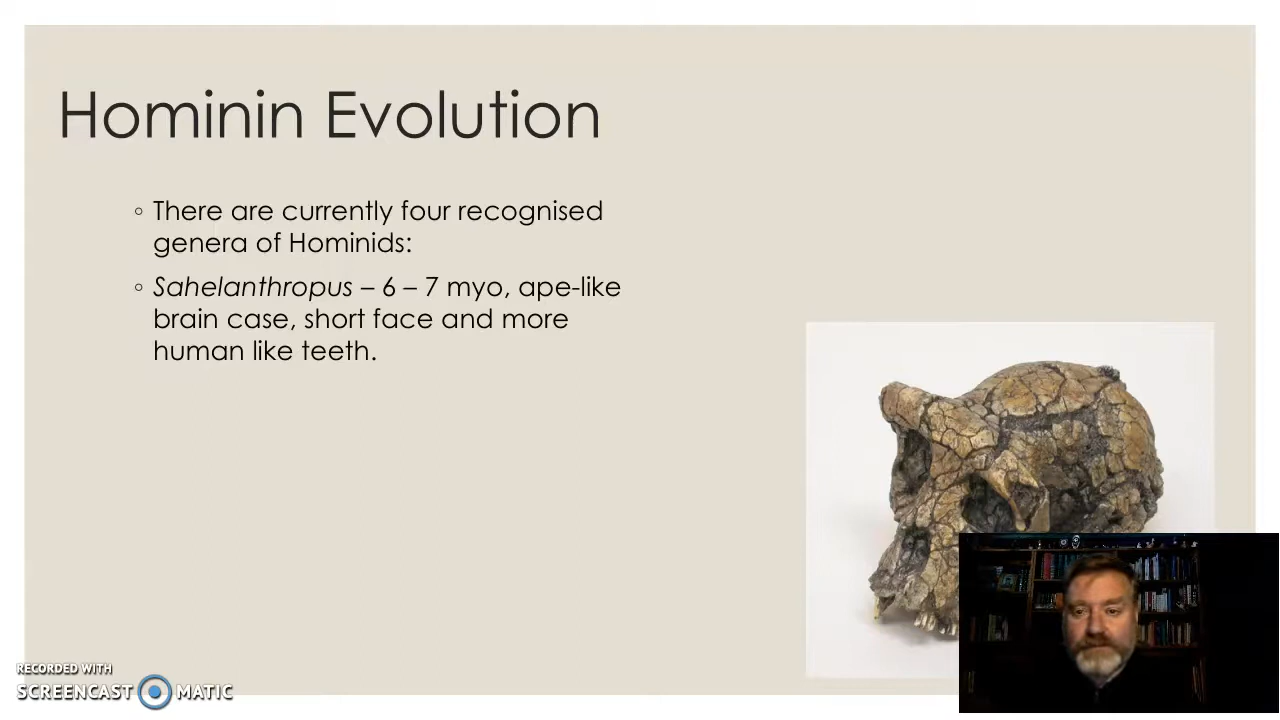 Hominin Evolution
◦ There are currently four recognised
genera of Hominids:
◦ Sahelanthropus – 6 – 7 myo, ape-like
brain case, short face and more
human like teeth.
RECORDED WITH
SCREENCAST MATIC